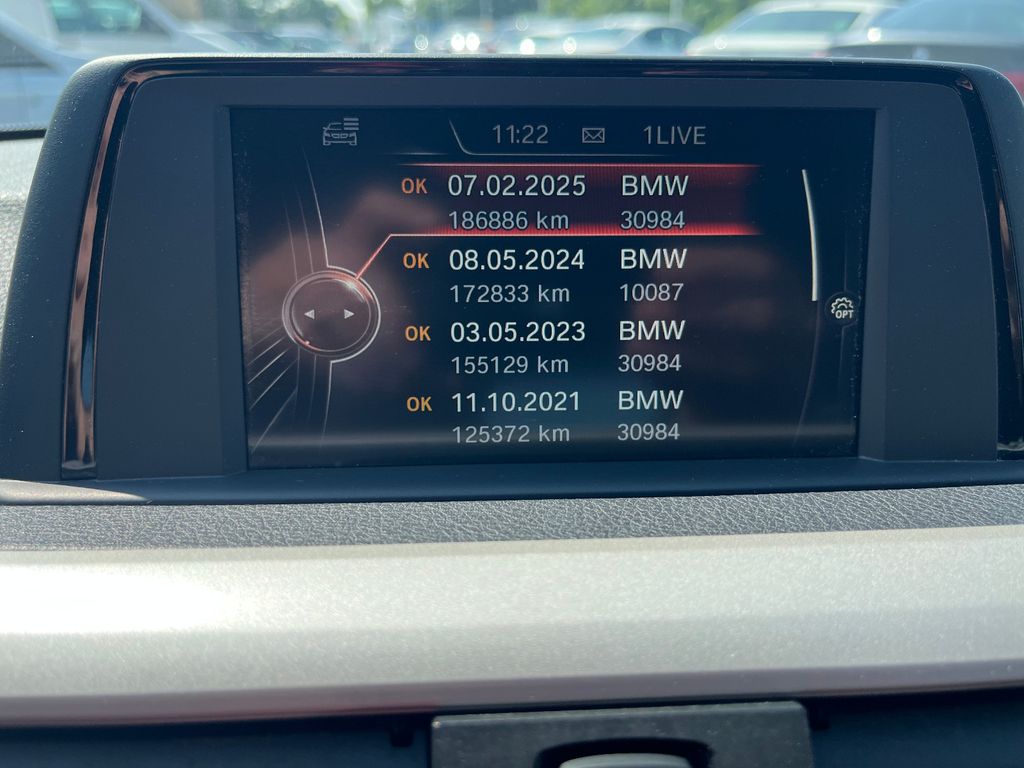 11:22 1LIVE
OK 07.02.2025 BMW
186886 km 30984
OK 08.05.2024 BMW
172833 km 10087
OK 03.05.2023 BMW
155129 km 30984
OK 11.10.2021 BMW
125372 km 30984
OPT